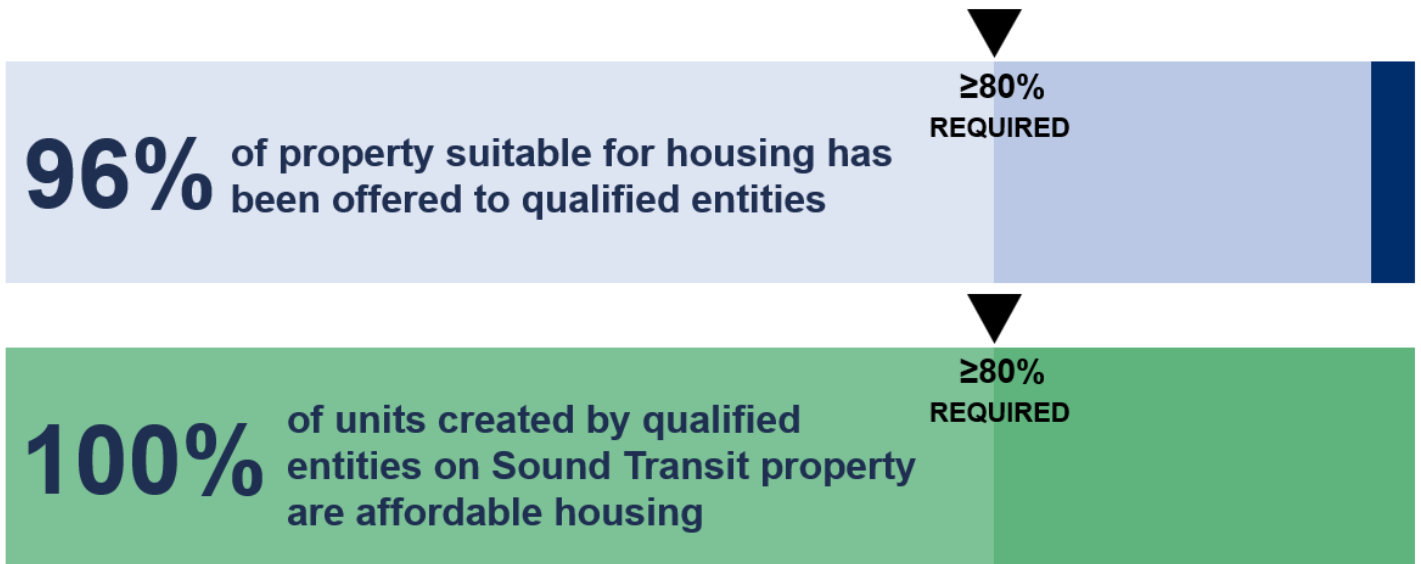 ≥80%
REQUIRED
96%
of property suitable for housing has
been offered to qualified entities
≥80%
REQUIRED
100%
of units created by qualified
entities on Sound Transit property
are affordable housing